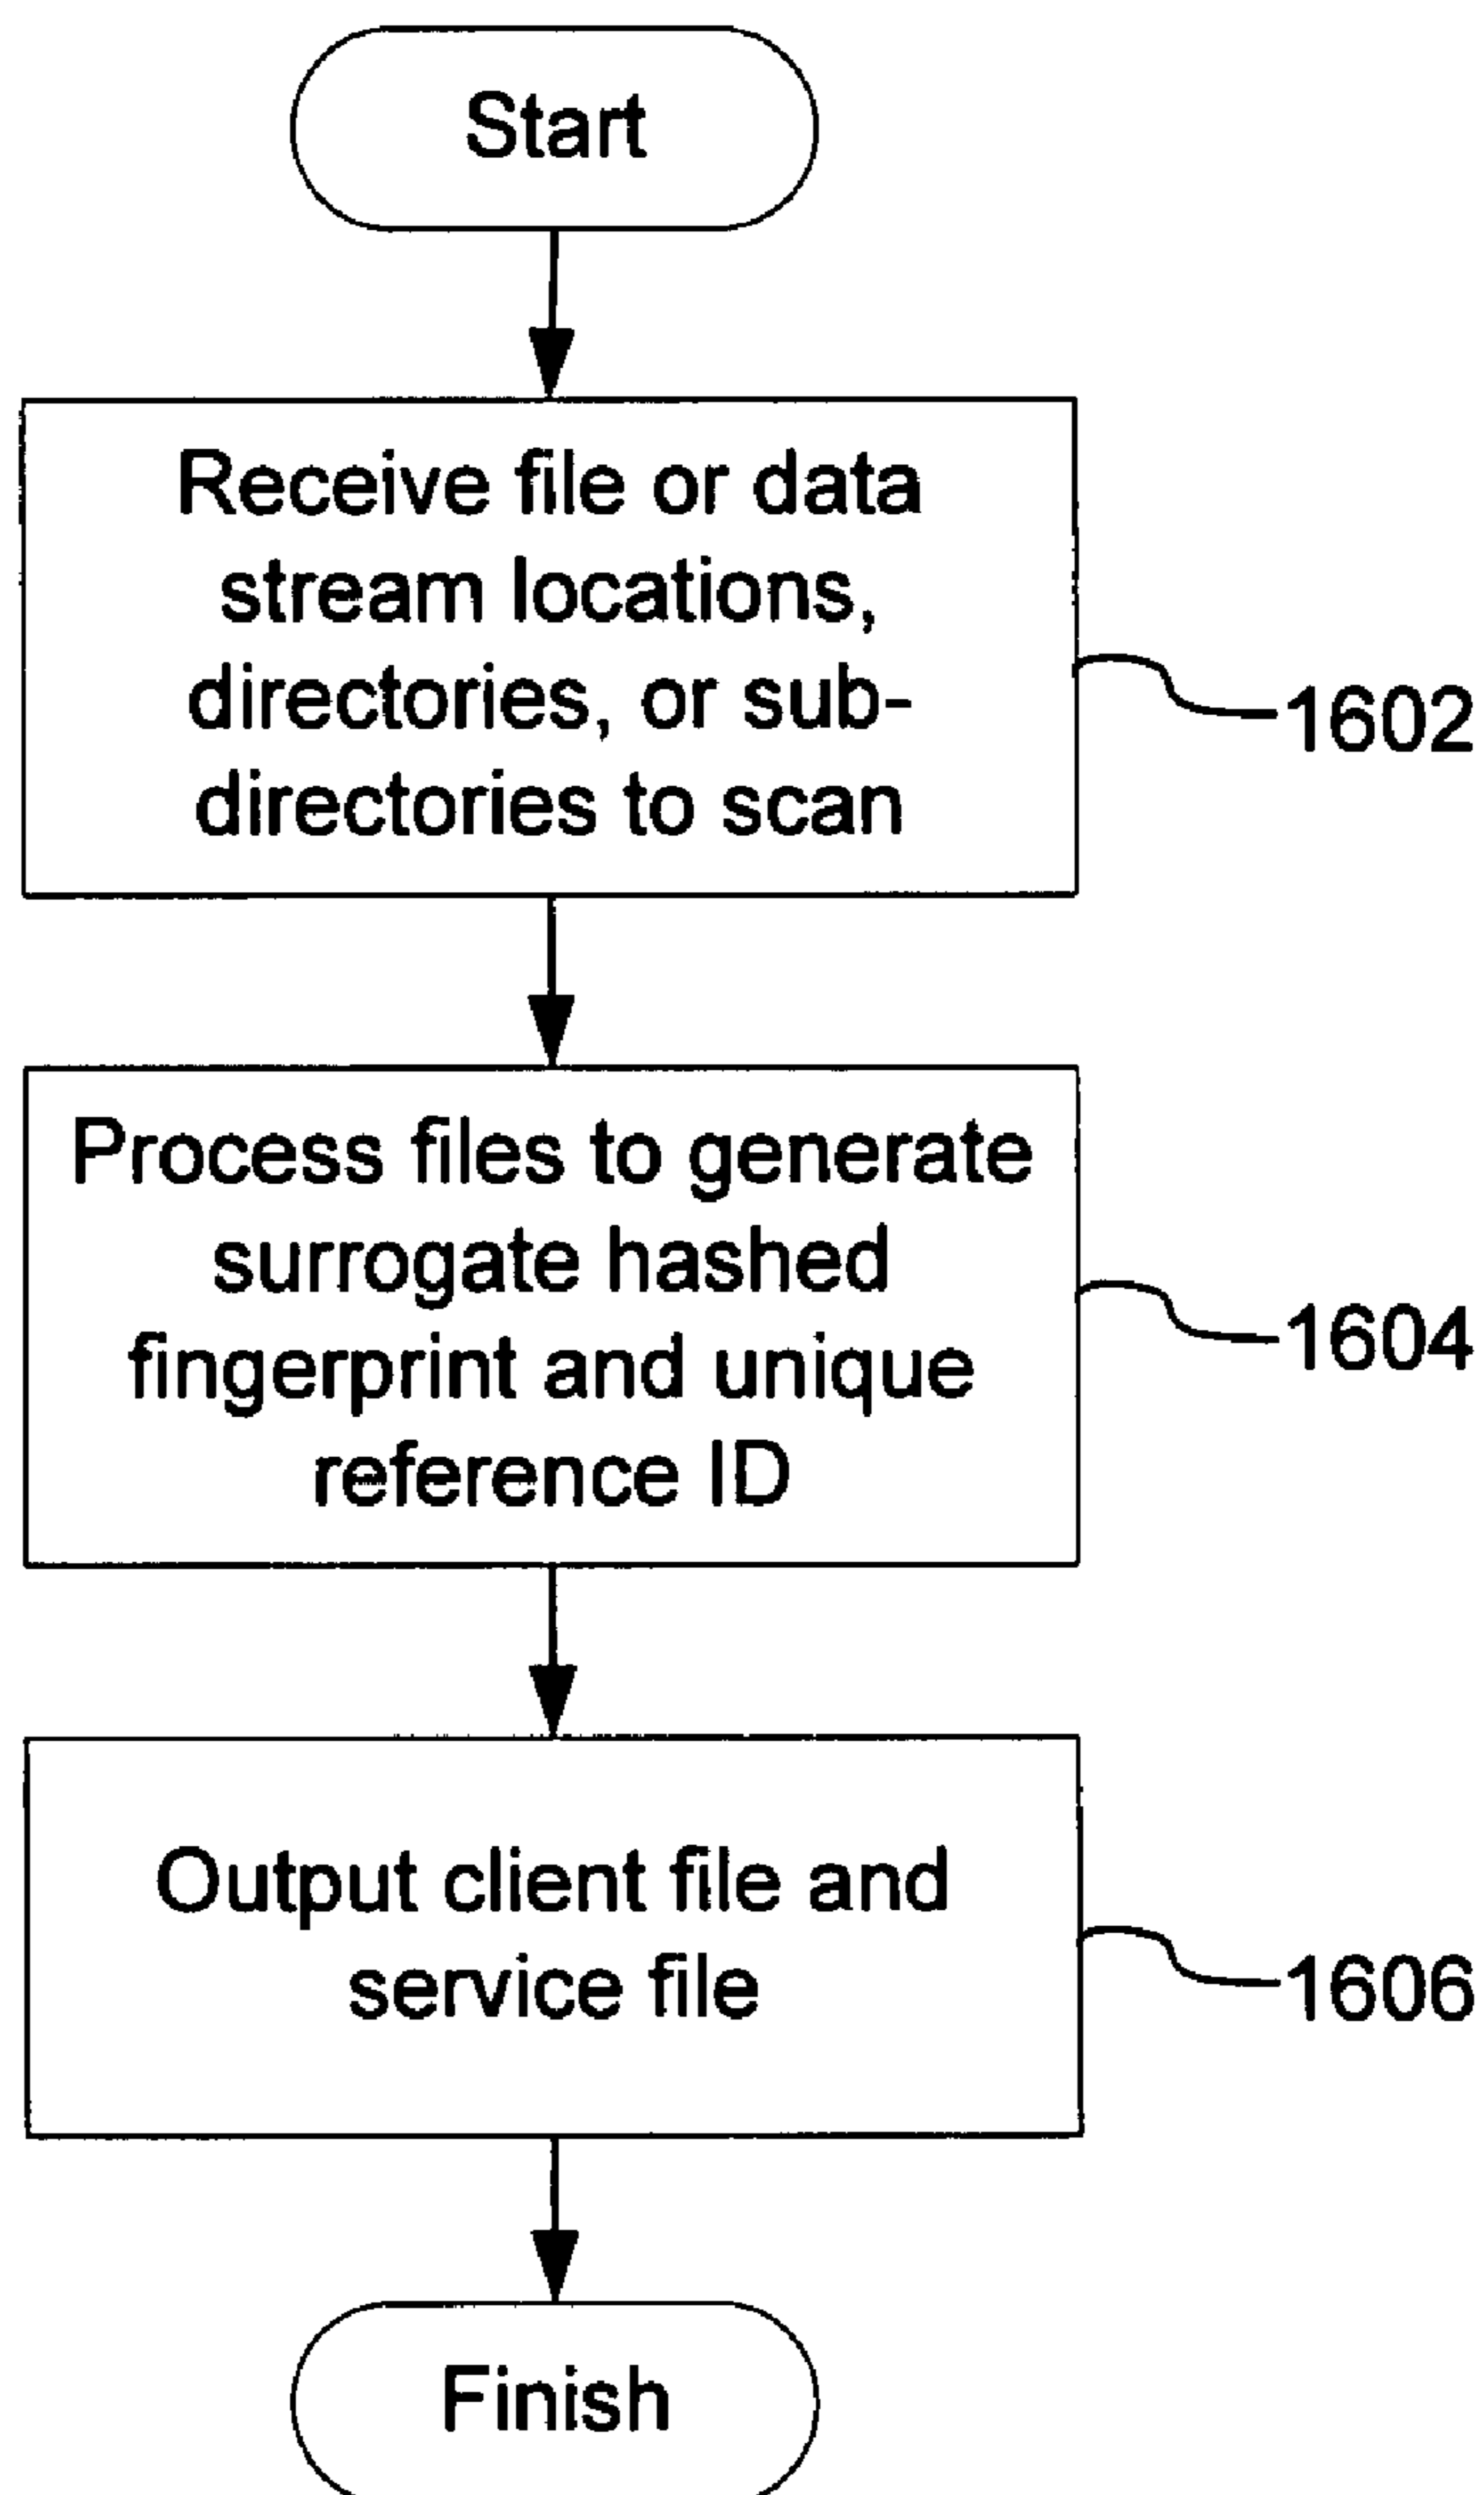 Start
Receive file or data
stream locations,
directories, or sub-
directories to scan
1602
Process files to generate
surrogate hashed
fingerprint and unique
reference ID
1604
Output client file and
service file
1606
Finish